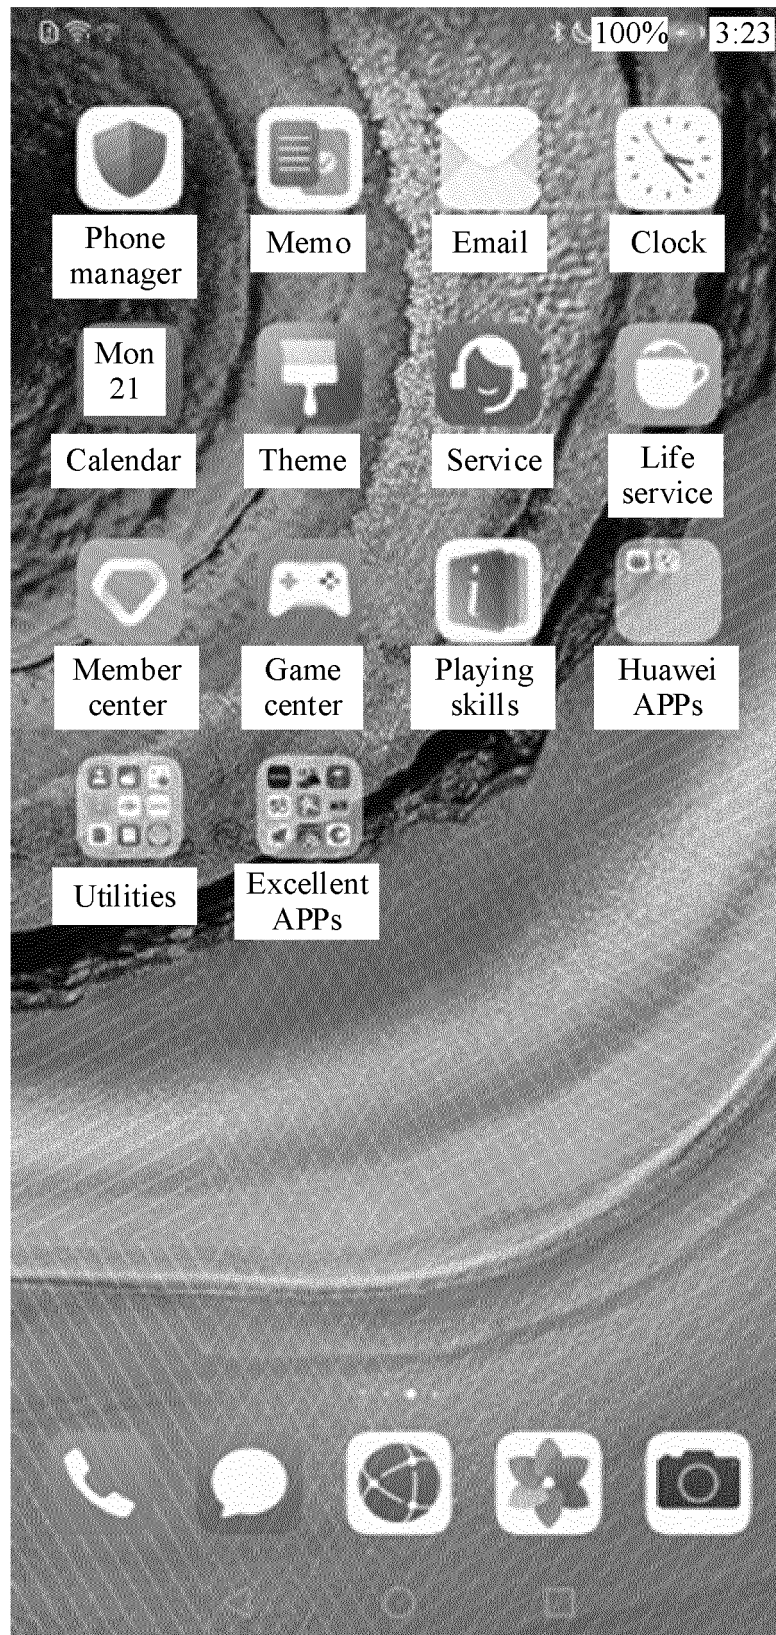 100% 3:23
Phone
manager
Memo
Email
Clock
Mon
21
Calendar
Theme
Service
Life
service
i
Member
center
Game
center
Playing
skills
Huawei
APPs
Utilities
Excellent
APPs